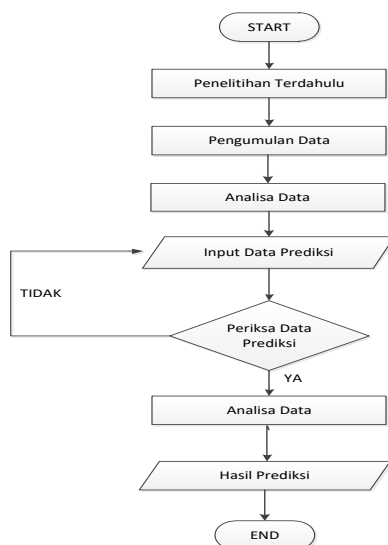 START
Penelitihan Terdahulu
Pengumulan Data
Analisa Data
Input Data Prediksi
TIDAK
Periksa Data
Prediksi
YA
Analisa Data
Hasil Prediksi
END